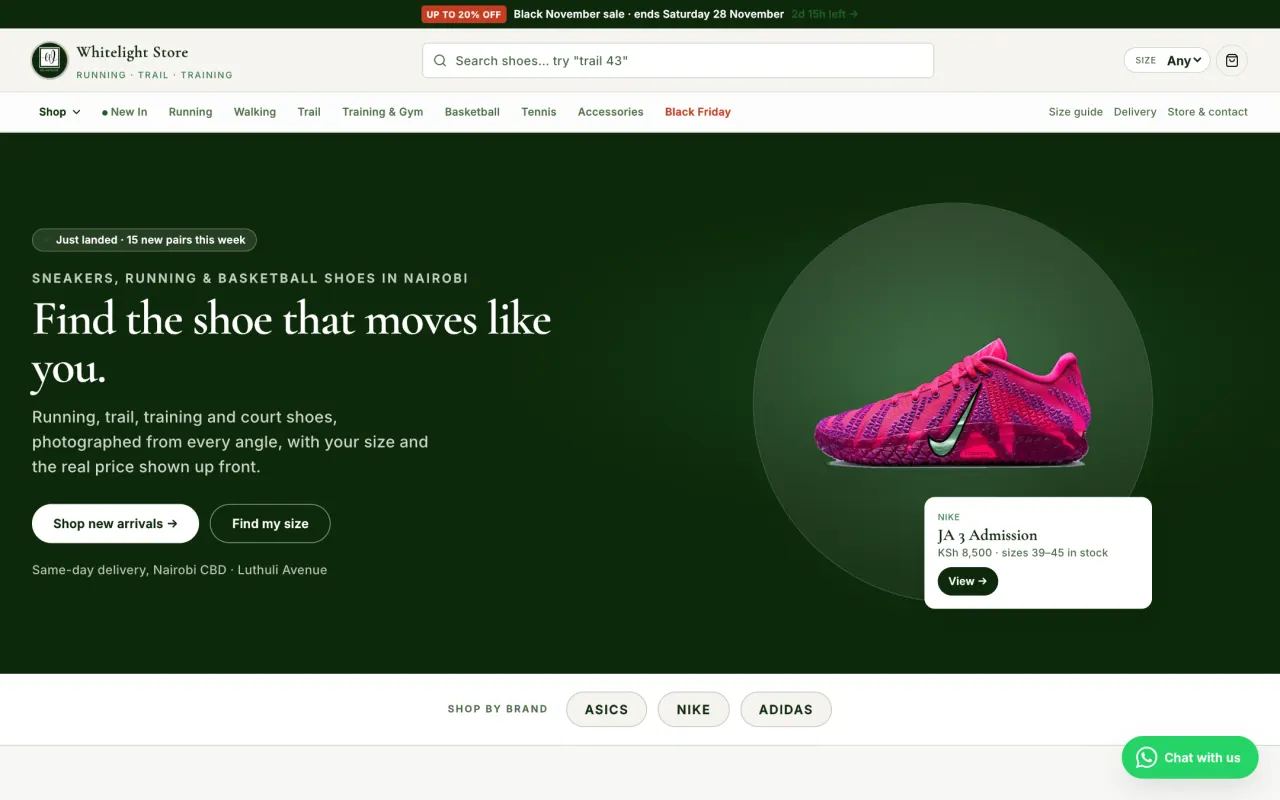 UP TO 20% OFF Black November sale · ends Saturday 28 November 2d 15h left →
Whitelight Store
RUNNING · TRAIL · TRAINING
Search shoes... try "trail 43"
SIZE Any
Shop New In Running Walking Trail Training & Gym Basketball Tennis Accessories Black Friday Size guide Delivery Store & contact
Just landed · 15 new pairs this week
SNEAKERS, RUNNING & BASKETBALL SHOES IN NAIROBI
Find the shoe that moves like
you.
Running, trail, training and court shoes,
photographed from every angle, with your size and
the real price shown up front.
Shop new arrivals → Find my size
Same-day delivery, Nairobi CBD · Luthuli Avenue
NIKE
JA 3 Admission
KSh 8,500 · sizes 39–45 in stock
View →
SHOP BY BRAND ASICS NIKE ADIDAS
Chat with us